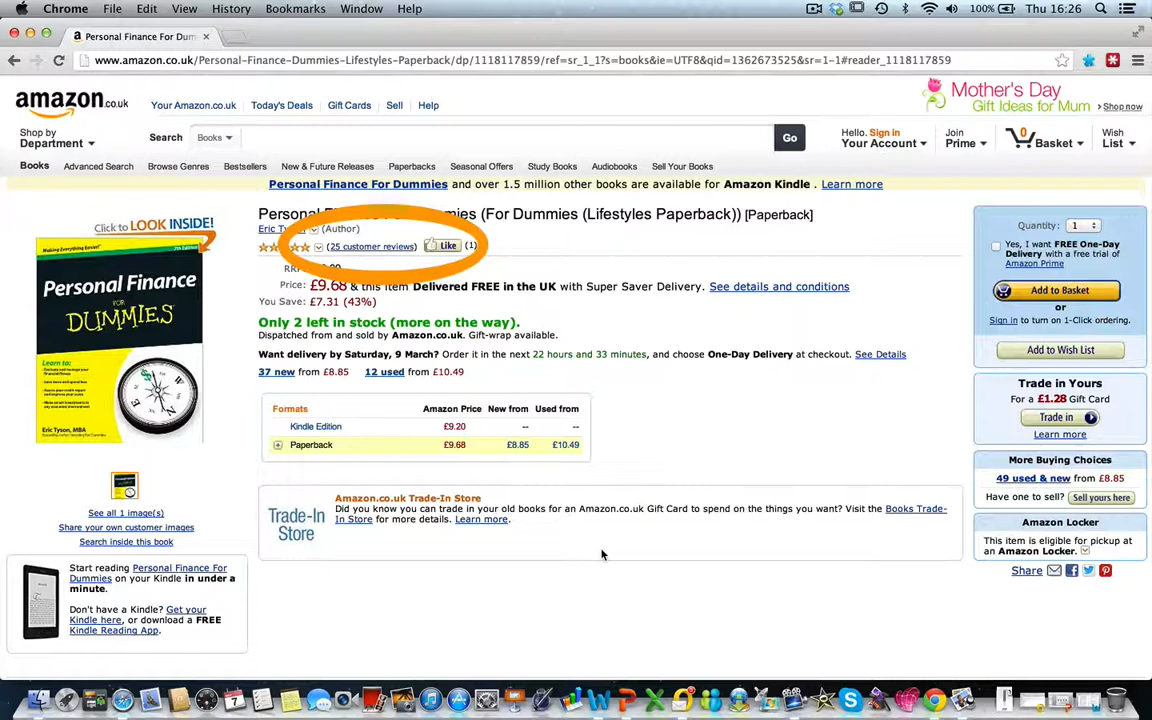 Chrome File Edit View History Bookmarks Window Help 100% Thu 16:26
Personal Finance For Dum
www.amazon.co.uk/Personal-Finance-Dummies-Lifestyles-Paperback/dp/1118117859/ref=sr_1_1?s=books&ie=UTF8&qid=1362673525&sr=1-1#reader_1118117859
amazon.co.uk Your Amazon.co.uk Today's Deals Gift Cards Sell Help
Mother's Day
Gift Ideas for Mum Shop now
Shop by
Department
Search Books Go
Hello. Sign in
Your Account
Join
Prime
0
Basket
Wish
List
Books Advanced Search Browse Genres Bestsellers New & Future Releases Paperbacks Seasonal Offers Study Books Audiobooks Sell Your Books
Personal Finance For Dummies and over 1.5 million other books are available for Amazon Kindle . Learn more
Click to LOOK INSIDE!
Making Everything Easier!
7th Edition
Personal Finance
FOR
DUMMIES
Learn to:
Eric Tyson, MBA
See all 1 image(s)
Share your own customer images
Search inside this book
Start reading Personal Finance For
Dummies on your Kindle in under a
minute.
Don't have a Kindle? Get your
Kindle here, or download a FREE
Kindle Reading App.
mies (For Dummies (Lifestyles Paperback)) [Paperback]
Eric (Author)
(25 customer reviews) Like (1)
Price: £9.68 & this item Delivered FREE in the UK with Super Saver Delivery. See details and conditions
You Save: £7.31 (43%)
Only 2 left in stock (more on the way).
Dispatched from and sold by Amazon.co.uk. Gift-wrap available.
Want delivery by Saturday, 9 March? Order it in the next 22 hours and 33 minutes, and choose One-Day Delivery at checkout. See Details
37 new from £8.85 12 used from £10.49
Formats Amazon Price New from Used from
Kindle Edition £9.20 -- --
Paperback £9.68 £8.85 £10.49
Trade-In
Store
Amazon.co.uk Trade-In Store
Did you know you can trade in your old books for an Amazon.co.uk Gift Card to spend on the things you want? Visit the Books Trade-
In Store for more details. Learn more.
Quantity: 1
Yes, I want FREE One-Day
Delivery with a free trial of
Amazon Prime
Add to Basket
or
Sign in to turn on 1-Click ordering.
Add to Wish List
Trade in Yours
For a £1.28 Gift Card
Trade in
Learn more
More Buying Choices
49 used & new from £8.85
Have one to sell? Sell yours here
Amazon Locker
This item is eligible for pickup at
an Amazon Locker.
Share